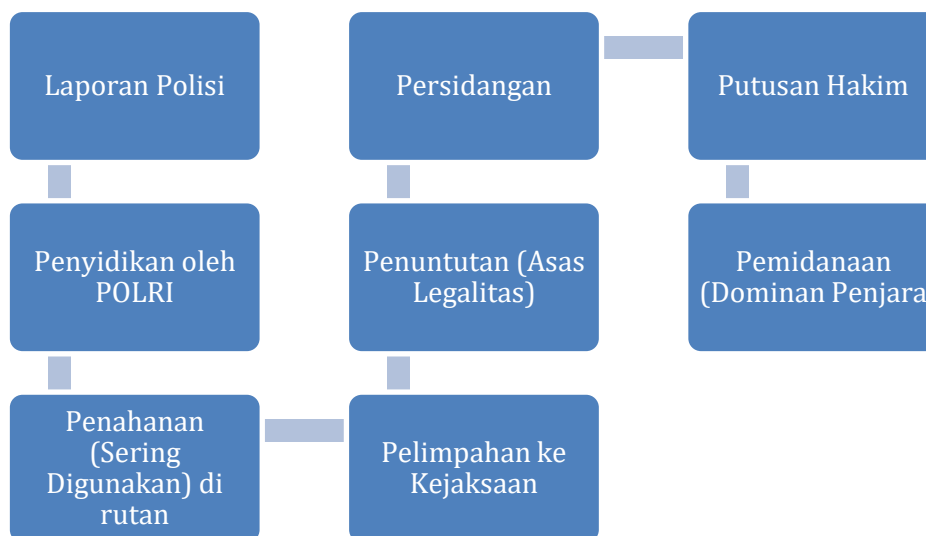 Laporan Polisi
Penyidikan oleh
POLRI
Penahanan
(Sering
Digunakan) di
rutan
Pelimpahan ke
Kejaksaan
Penuntutan (Asas
Legalitas)
Persidangan
Putusan Hakim
Pemidanaan
(Dominan Penjara